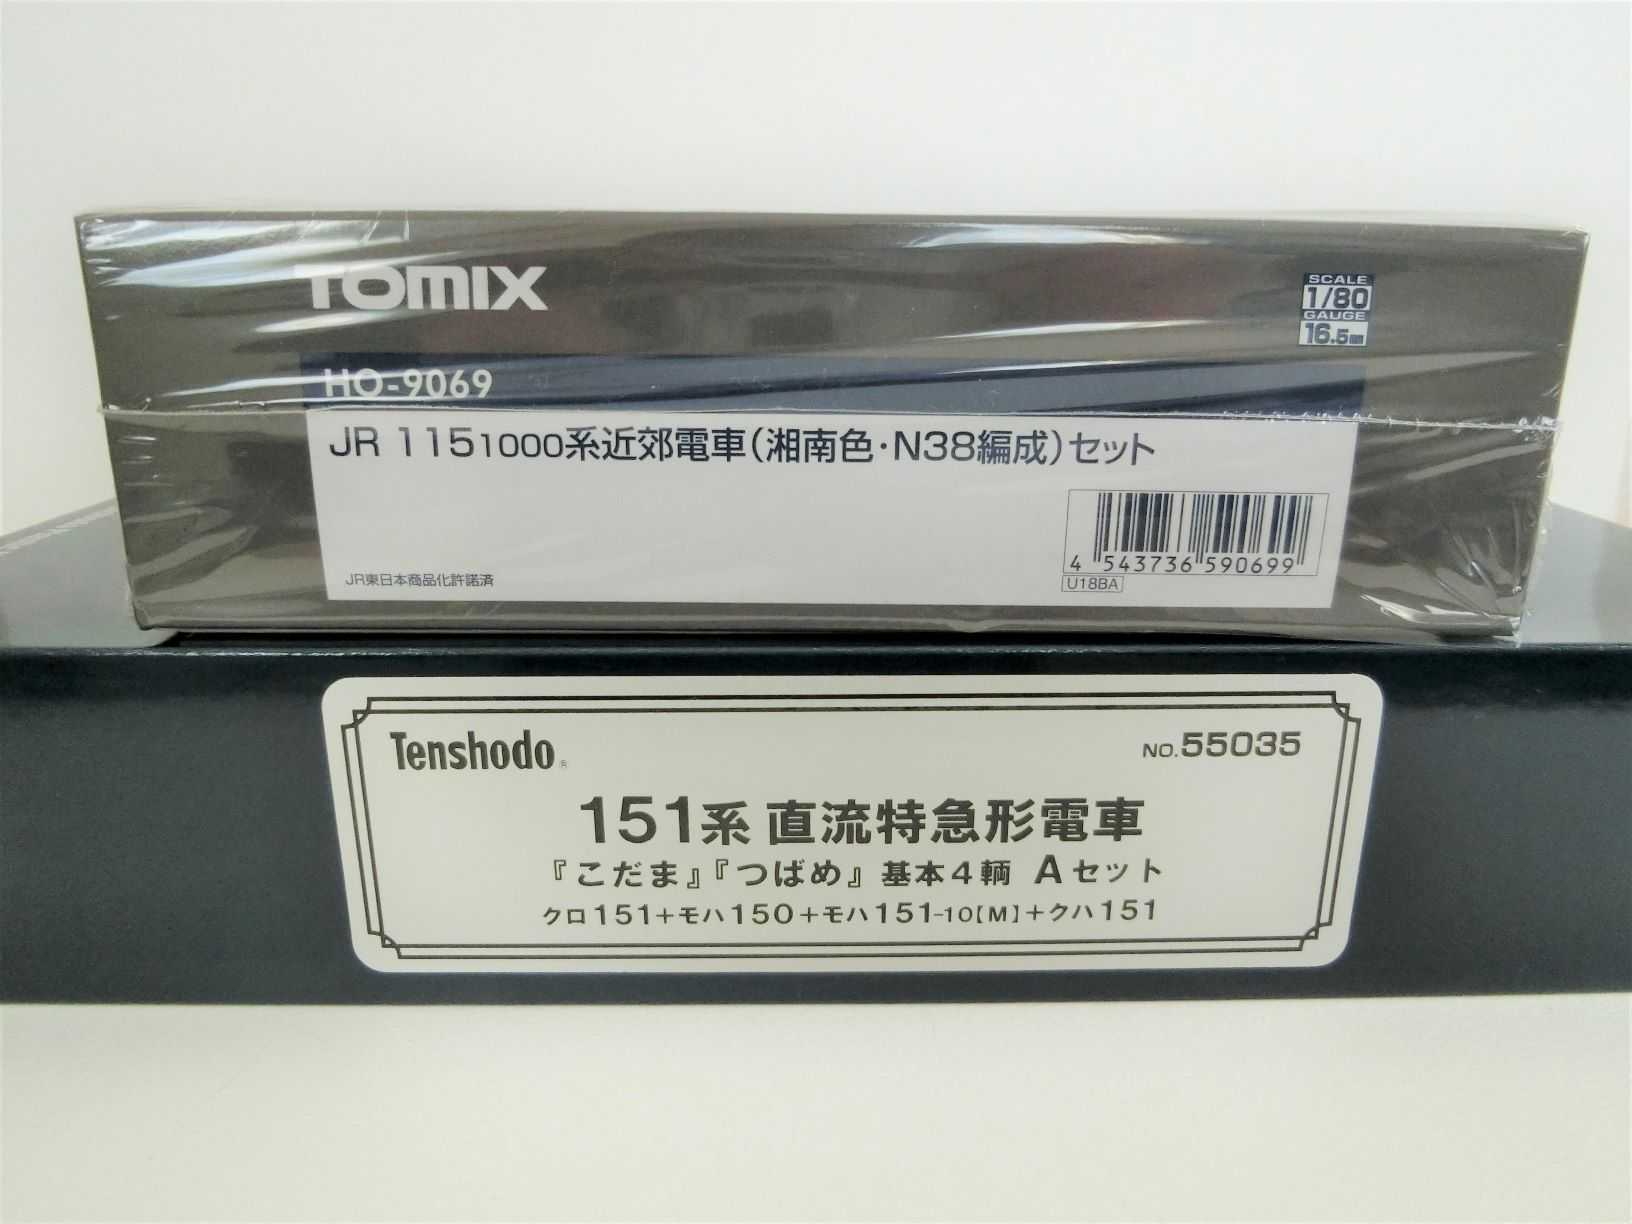 TOMIX
SCALE
1/80
GAUGE
16.5mm
HO-9069
JR 115 1000系近郊電車(湘南色・N38編成)セット
4 543736 590699
U18BA
JR東日本商品化許諾済
Tenshodo®
NO.55035
151系 直流特急形電車
『こだま』『つばめ』 基本4輌 Aセット
クロ151+モハ150+モハ151-10【M】+クハ151